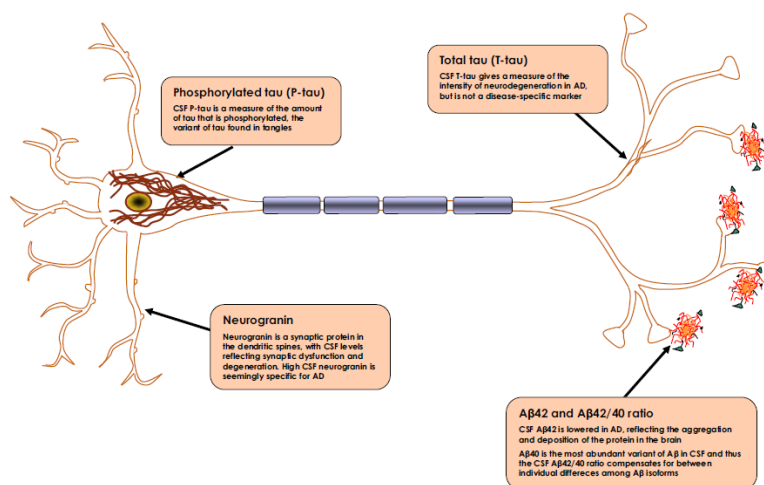 Phosphorylated tau (P-tau)
CSF P-tau is a measure of the amount
of tau that is phosphorylated, the
variant of tau found in tangles
Total tau (T-tau)
CSF T-tau gives a measure of the
intensity of neurodegeneration in AD,
but is not a disease-specific marker
Neurogranin
Neurogranin is a synaptic protein in
the dendritic spines, with CSF levels
reflecting synaptic dysfunction and
degeneration. High CSF neurogranin is
seemingly specific for AD
Aβ42 and Aβ42/40 ratio
CSF Aβ42 is lowered in AD, reflecting the aggregation
and deposition of the protein in the brain
Aβ40 is the most abundant variant of Aβ in CSF and thus
the CSF Aβ42/40 ratio compensates for between
individual differeces among Aβ isoforms